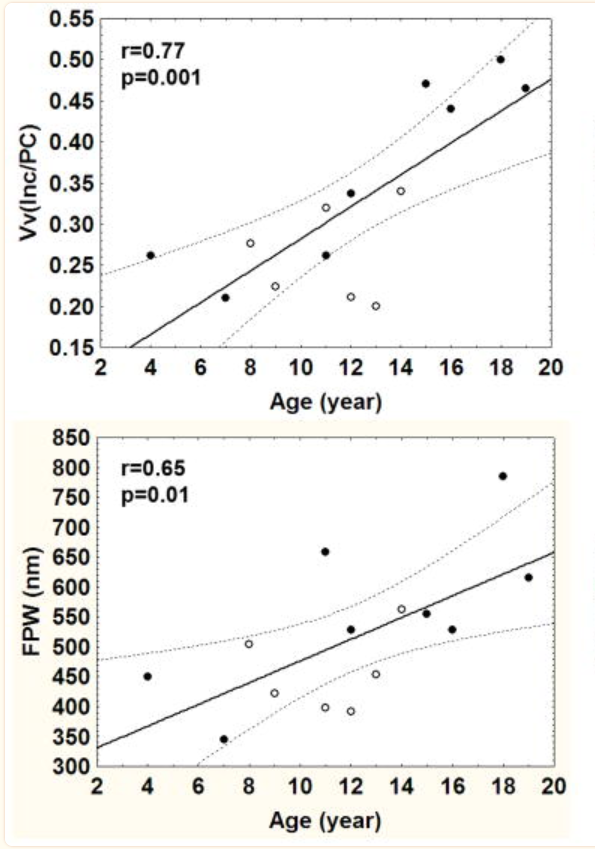 0.55
r=0.77
0.50
p=0.001
0.45
0.40
Vv(Inc/PC)
0.35
0.30
0.25
0.20
0.15
2 4 6 8 10 12 14 16 18 20
Age (year)
850
r=0.65
800
p=0.01
750
700
650
600
FPW (nm)
550
500
450
400
350
300
2 4 6 8 10 12 14 16 18 20
Age (year)